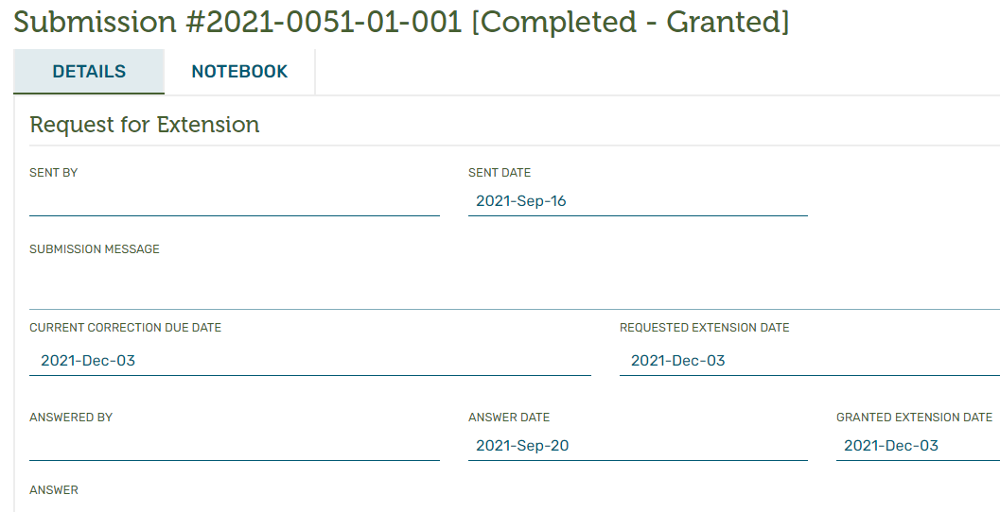 Submission #2021-0051-01-001 [Completed - Granted]
DETAILS NOTEBOOK
Request for Extension
SENT BY SENT DATE
2021-Sep-16
SUBMISSION MESSAGE
CURRENT CORRECTION DUE DATE REQUESTED EXTENSION DATE
2021-Dec-03 2021-Dec-03
ANSWERED BY ANSWER DATE GRANTED EXTENSION DATE
2021-Sep-20 2021-Dec-03
ANSWER